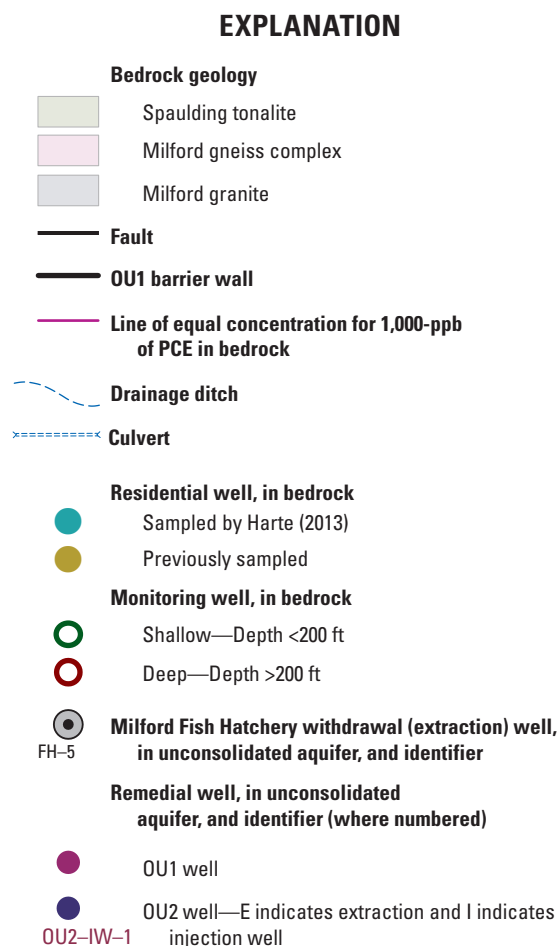 EXPLANATION
Bedrock geology
Spaulding tonalite
Milford gneiss complex
Milford granite
Fault
OU1 barrier wall
Line of equal concentration for 1,000-ppb
of PCE in bedrock
Drainage ditch
Culvert
Residential well, in bedrock
Sampled by Harte (2013)
Previously sampled
Monitoring well, in bedrock
Shallow—Depth <200 ft
Deep—Depth >200 ft
Milford Fish Hatchery withdrawal (extraction) well,
FH–5 in unconsolidated aquifer, and identifier
Remedial well, in unconsolidated
aquifer, and identifier (where numbered)
OU1 well
OU2 well—E indicates extraction and I indicates
OU2–IW–1 injection well